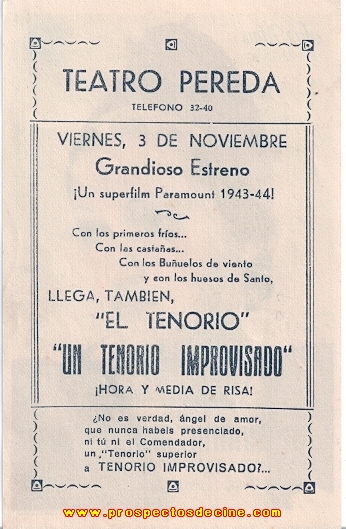 TEATRO PEREDA
TELEFONO 32-40
VIERNES, 3 DE NOVIEMBRE
Grandioso Estreno
¡Un superfilm Paramount 1943-44!
Con los primeros fríos...
Con las castañas...
Con los Buñuelos de viento
y con los huesos de Santo,
LLEGA, TAMBIEN,
"EL TENORIO"
"UN TENORIO IMPROVISADO"
¡HORA Y MEDIA DE RISA!
¿No es verdad, ángel de amor,
que nunca habeis presenciado,
ni tú ni el Comendador,
un "Tenorio" superior
a TENORIO IMPROVISADO?...
www.prospectosdecine.com